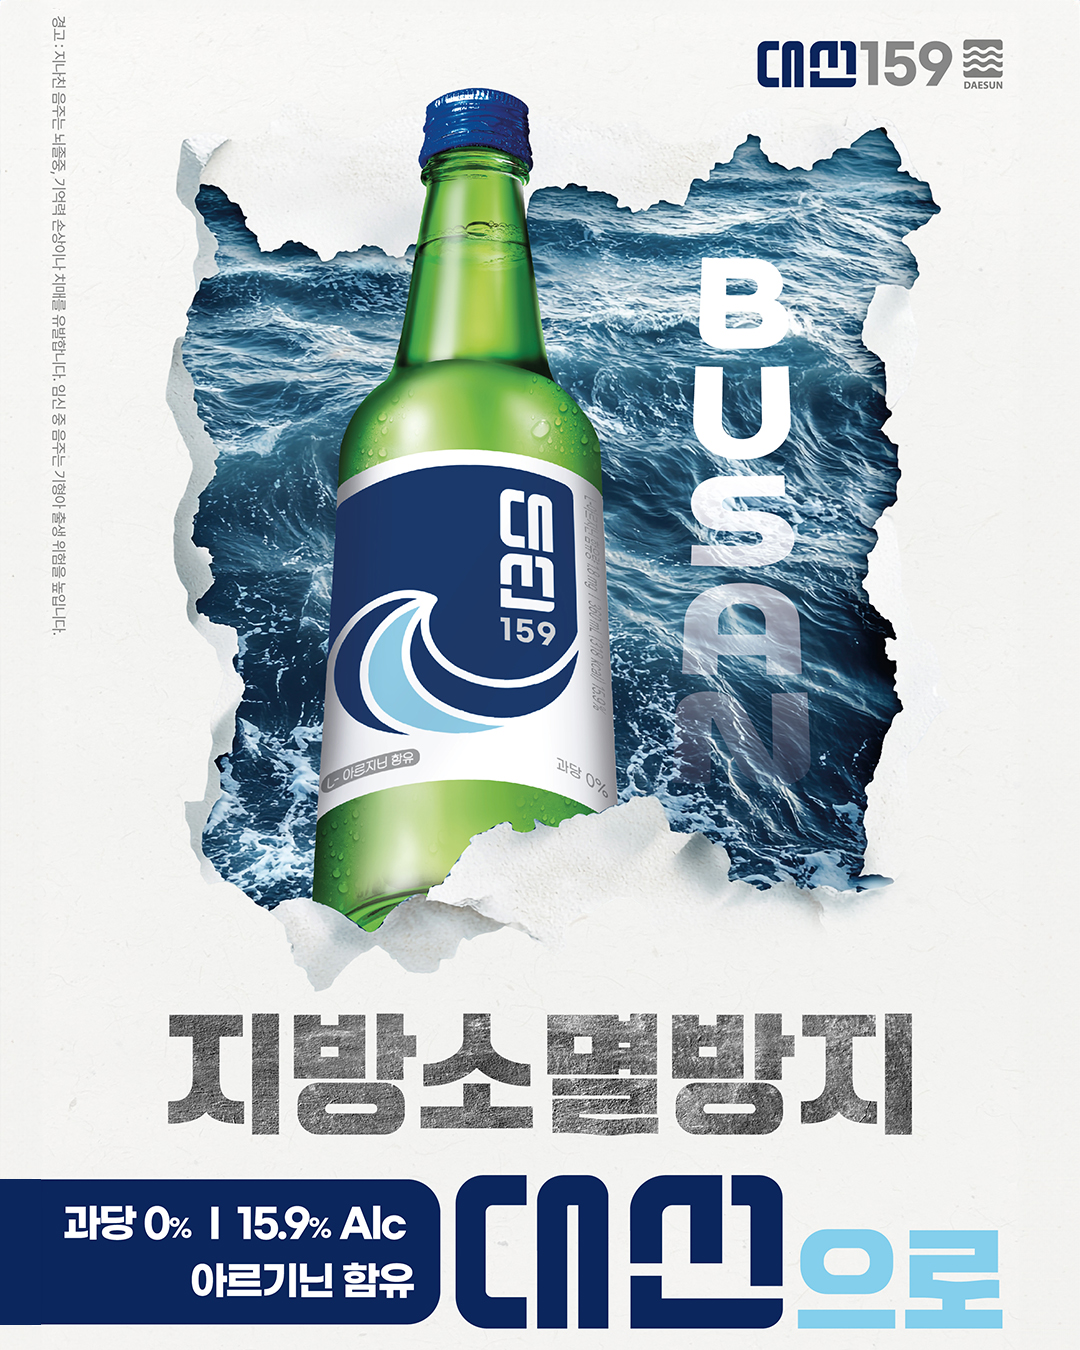 경고 : 지나친 음주는 뇌졸중, 기억력 손상이나 치매를 유발합니다. 임신 중 음주는 기형아 출생 위험을 높입니다.
대선159
DAESUN
BUSAN
대선
159
L-아르지닌 함유
과당 0%
지방소멸방지
과당 0% | 15.9% Alc
아르기닌 함유
대선으로